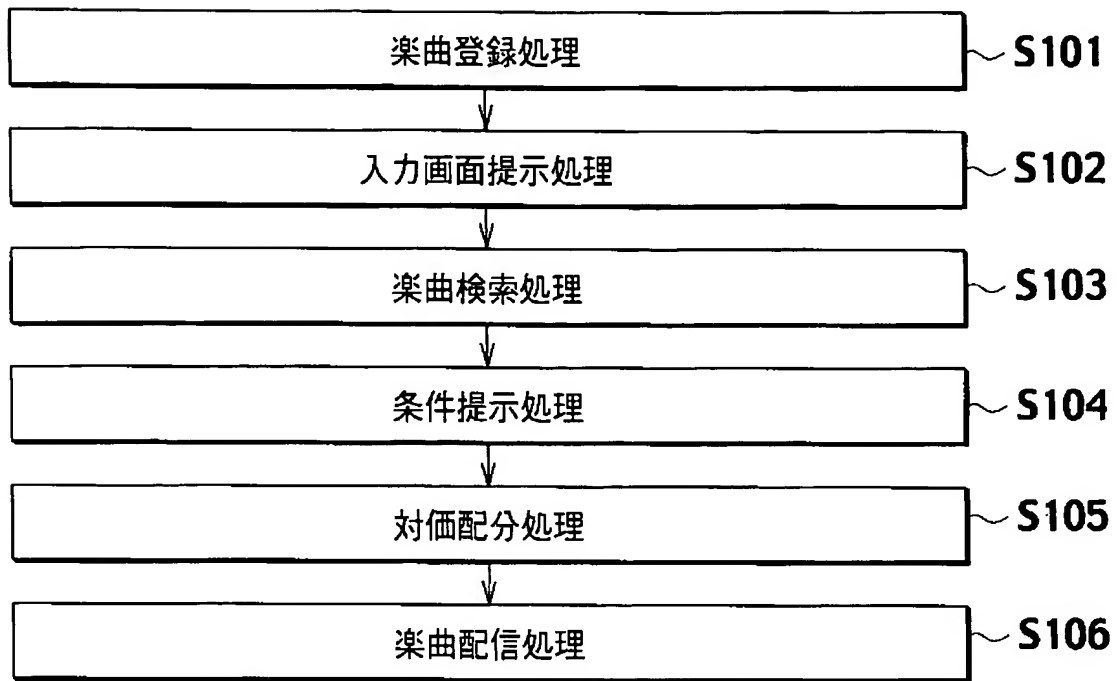 楽曲登録処理 S101
入力画面提示処理 S102
楽曲検索処理 S103
条件提示処理 S104
対価配分処理 S105
楽曲配信処理 S106